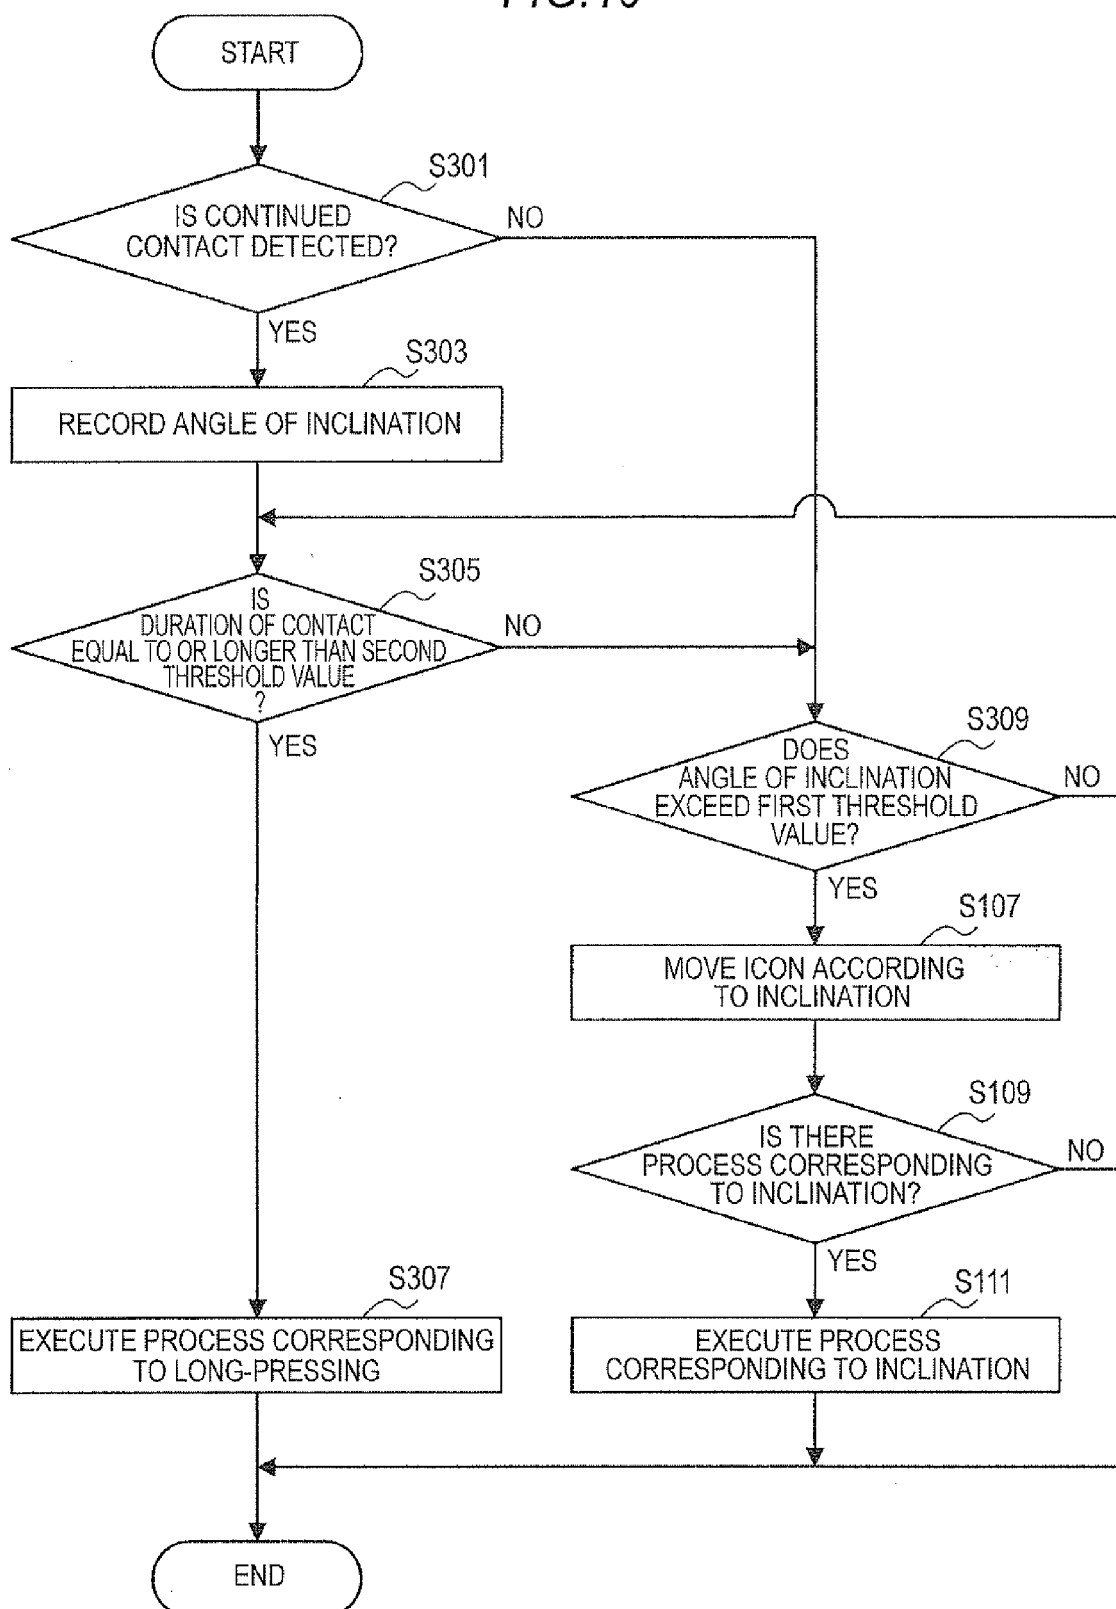 FIG.
START
S301
IS CONTINUED
CONTACT DETECTED?
NO
YES
S303
RECORD ANGLE OF INCLINATION
S305
IS
DURATION OF CONTACT
EQUAL TO OR LONGER THAN SECOND
THRESHOLD VALUE
?
NO
YES
S309
DOES
ANGLE OF INCLINATION
EXCEED FIRST THRESHOLD
VALUE?
NO
YES
S107
MOVE ICON ACCORDING
TO INCLINATION
S109
IS THERE
PROCESS CORRESPONDING
TO INCLINATION?
NO
YES
S307
EXECUTE PROCESS CORRESPONDING
TO LONG-PRESSING
S111
EXECUTE PROCESS
CORRESPONDING TO INCLINATION
END